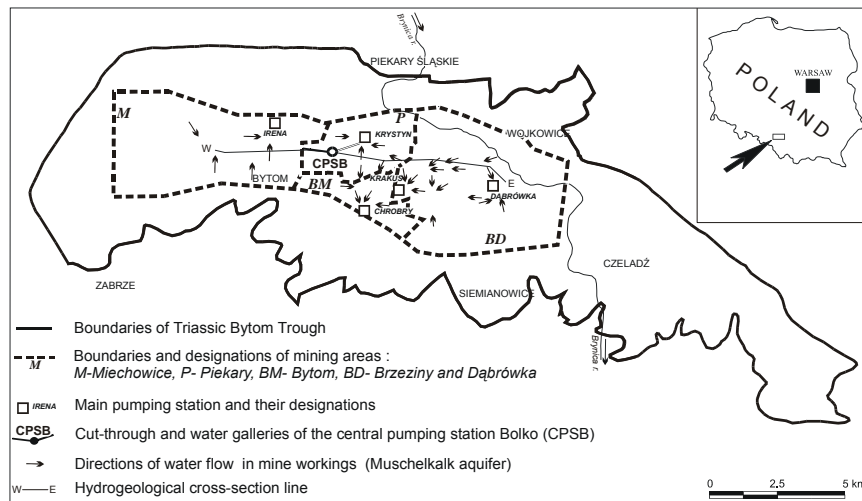 Brynica r.
PIEKARY ŚLĄSKIE
WARSAW
POLAND
M
IRENA
P
KRYSTYN
WOJKOWICE
W
CPSB
BYTOM
BM
KRAKUS
E
DĄBRÓWKA
CHROBRY
BD
CZELADŹ
ZABRZE
SIEMIANOWICE
Brynica r.
Boundaries of Triassic Bytom Trough
Boundaries and designations of mining areas :
M M-Miechowice, P- Piekary, BM- Bytom, BD- Brzeziny and Dąbrówka
IRENA Main pumping station and their designations
CPSB Cut-through and water galleries of the central pumping station Bolko (CPSB)
Directions of water flow in mine workings (Muschelkalk aquifer)
W E Hydrogeological cross-section line
0 2.5 5 km